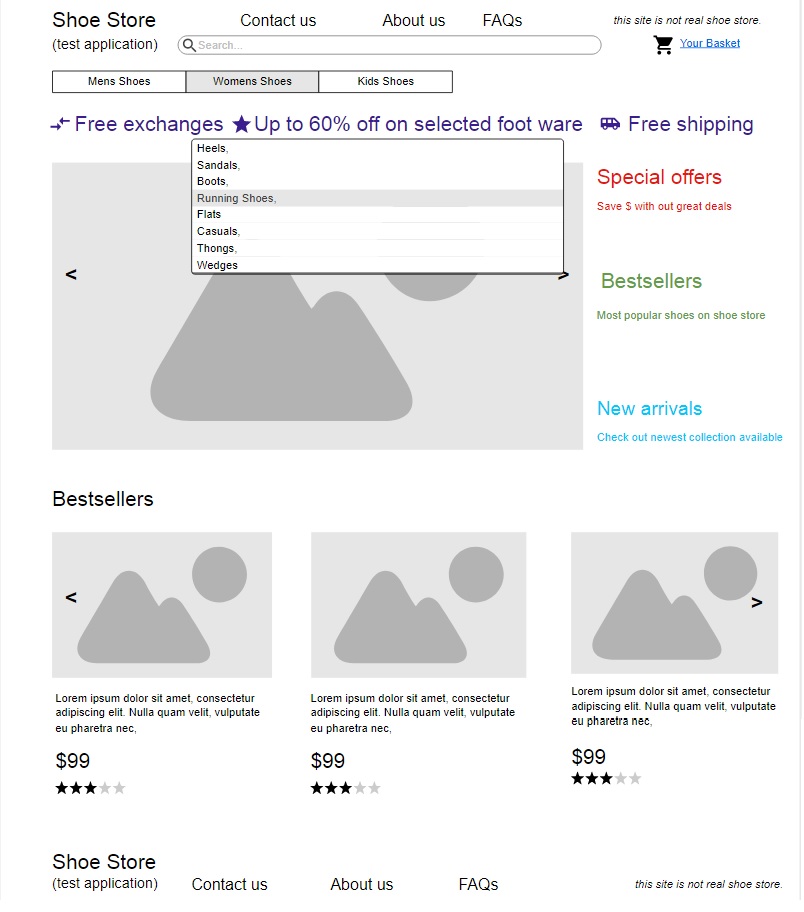 Shoe Store
Contact us
About us
FAQs
this site is not real shoe store.
(test application)
Search...
Your Basket
Mens Shoes
Womens Shoes
Kids Shoes
Free exchanges
Up to 60% off on selected foot ware
Free shipping
Heels,
Sandals,
Boots,
Running Shoes,
Flats
Casuals,
Thongs,
Wedges
<
>
Special offers
Save $ with out great deals
Bestsellers
Most popular shoes on shoe store
New arrivals
Check out newest collection available
Bestsellers
<
>
Lorem ipsum dolor sit amet, consectetur
adipiscing elit. Nulla quam velit, vulputate
eu pharetra nec,
$99
Lorem ipsum dolor sit amet, consectetur
adipiscing elit. Nulla quam velit, vulputate
eu pharetra nec,
$99
Lorem ipsum dolor sit amet, consectetur
adipiscing elit. Nulla quam velit, vulputate
eu pharetra nec,
$99
Shoe Store
(test application)
Contact us
About us
FAQs
this site is not real shoe store.